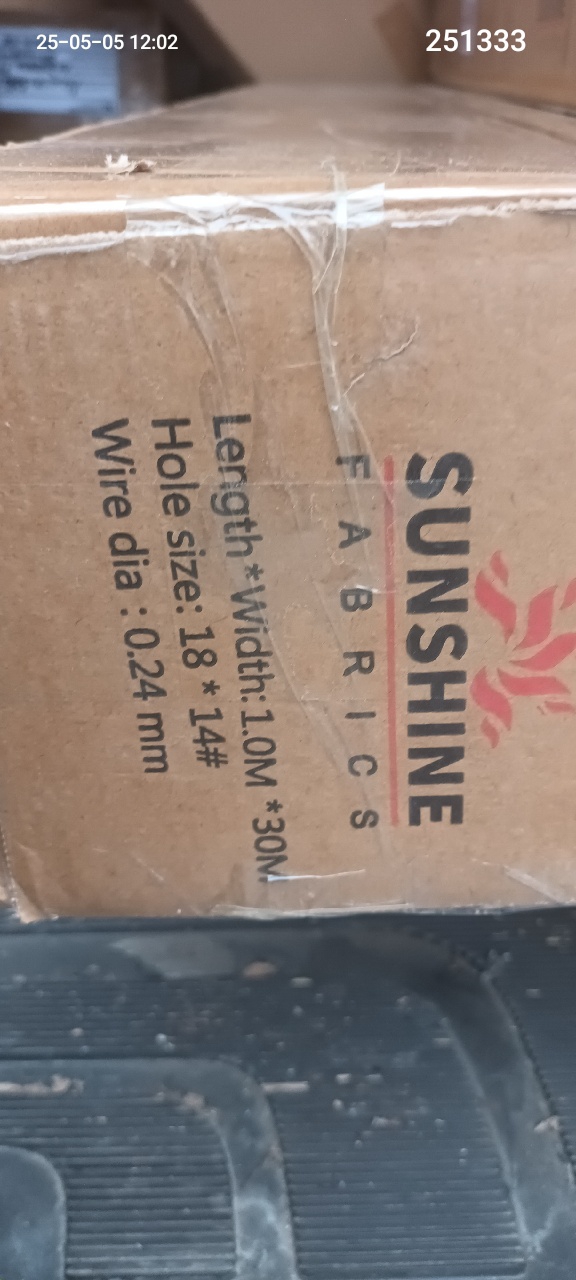 25-05-05 12:02
251333
SUNSHINE
FABRICS
Length*Width: 1.0M *30M
Hole size: 18 * 14#
Wire dia : 0.24 mm